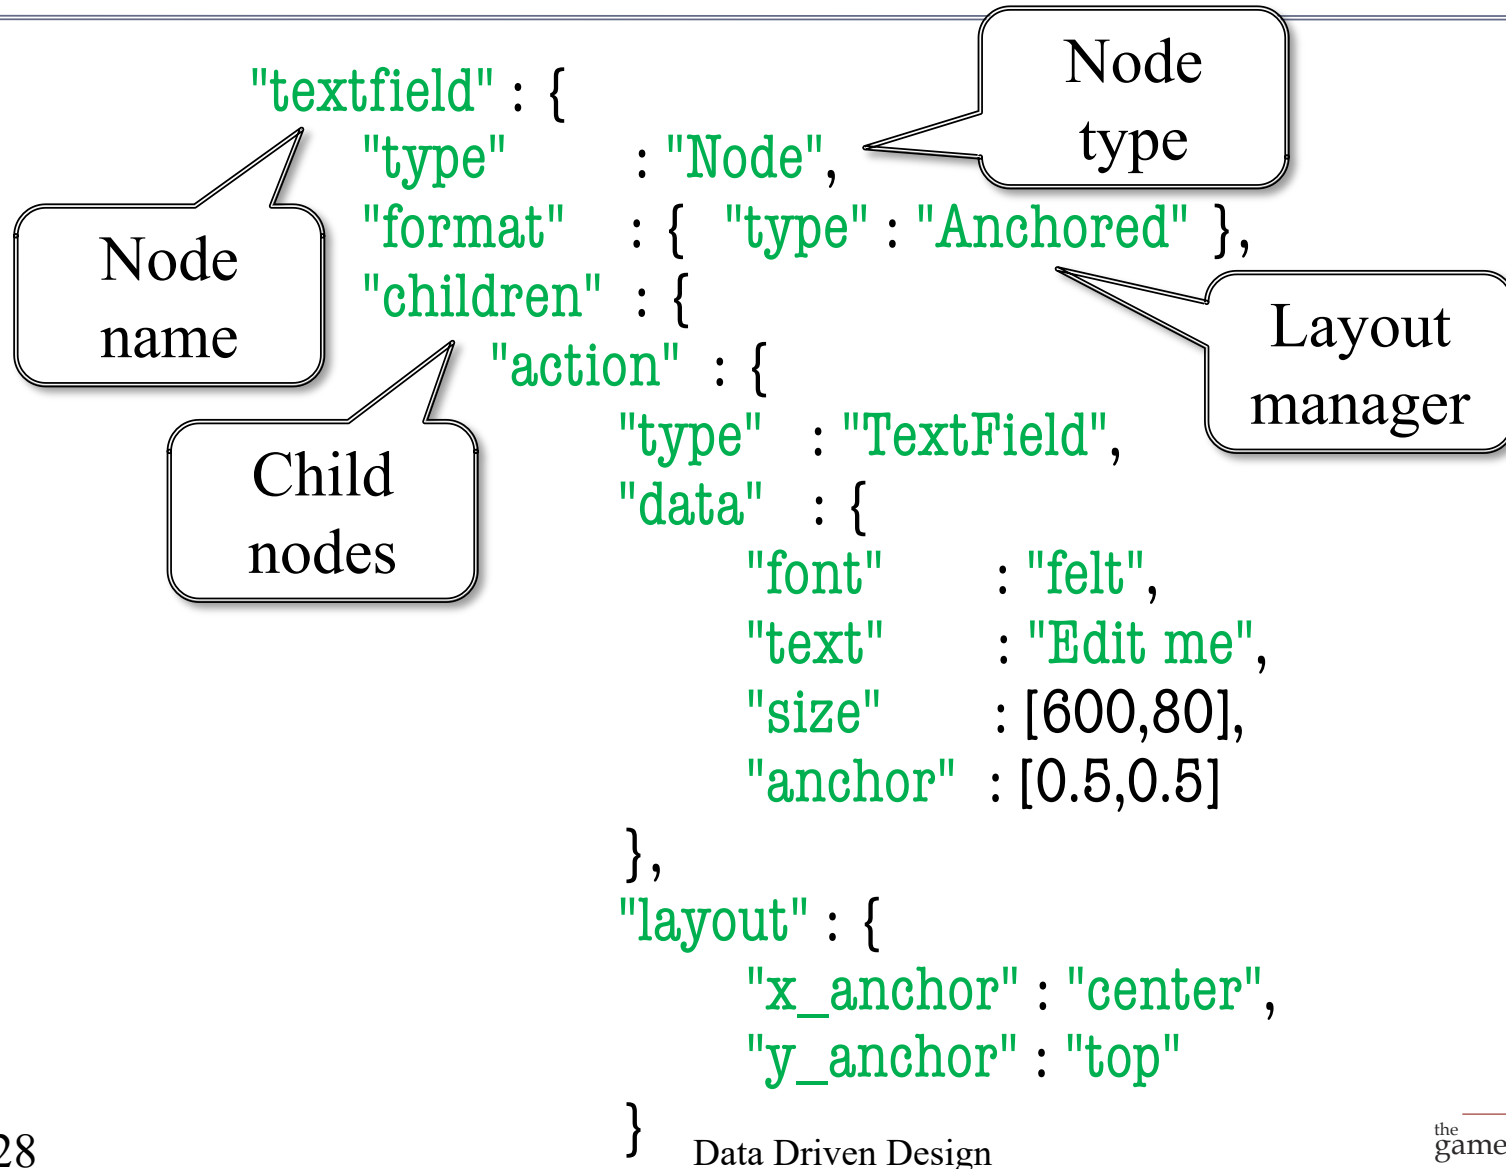 "textfield" : {
"type" : "Node",
"format" : { "type" : "Anchored" },
"children" : {
"action" : {
"type" : "TextField",
"data" : {
"font" : "felt",
"text" : "Edit me",
"size" : [600,80],
"anchor" : [0.5,0.5]
},
"layout" : {
"x_anchor" : "center",
"y_anchor" : "top"
}
Node
type
Node
name
Layout
manager
Child
nodes
28
Data Driven Design
the
game